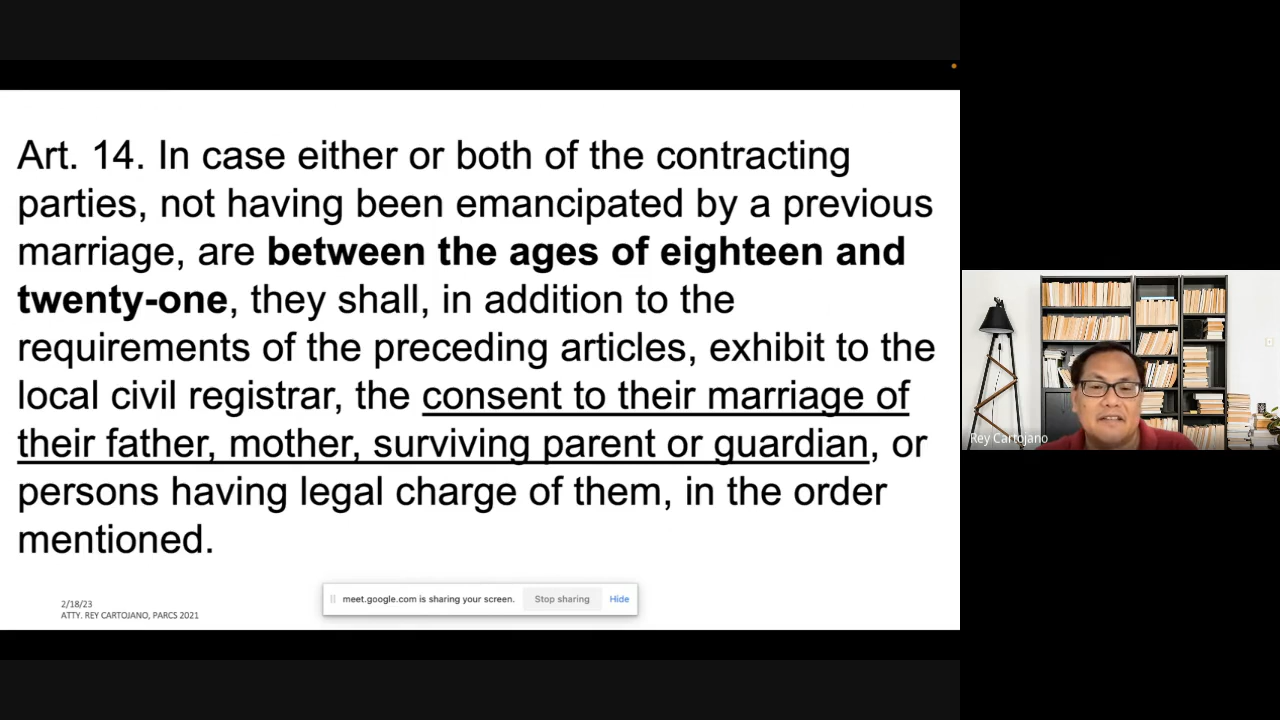 Art. 14. In case either or both of the contracting
parties, not having been emancipated by a previous
marriage, are between the ages of eighteen and
twenty-one, they shall, in addition to the
requirements of the preceding articles, exhibit to the
local civil registrar, the consent to their marriage of
their father, mother, surviving parent or guardian, or
persons having legal charge of them, in the order
mentioned.
Rey Cartojano
meet.google.com is sharing your screen. Stop sharing Hide
2/18/23
ATTY. REY CARTOJANO, PARCS 2021